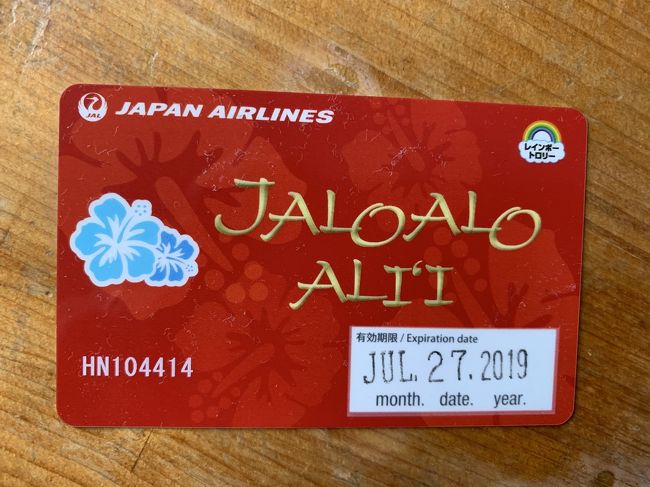 JAL
JAPAN AIRLINES
レインボー
トロリー
JALOALO
ALI'I
HN104414
有効期限 / Expiration date
JUL. 27. 2019
month. date. year.